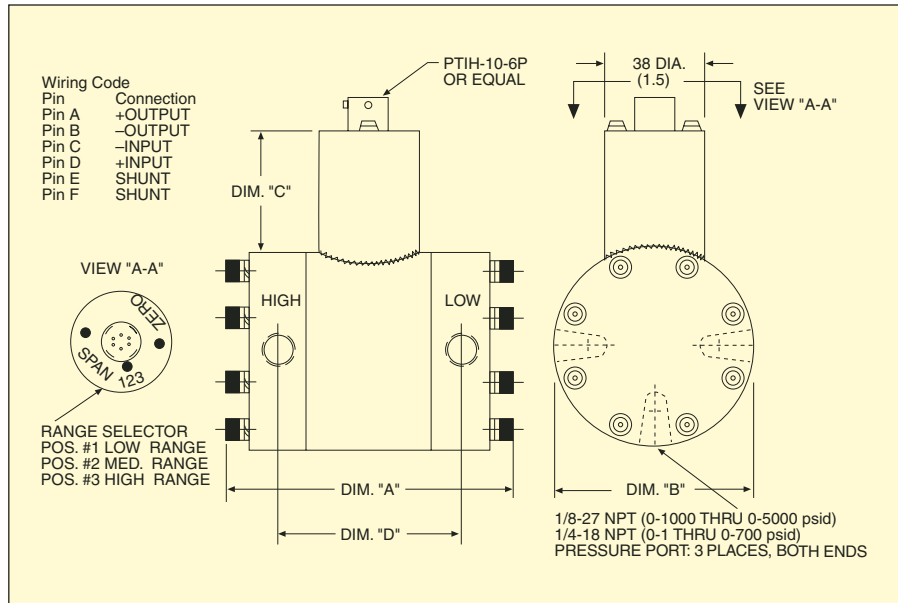 Wiring Code
Pin Connection
Pin A +OUTPUT
Pin B –OUTPUT
Pin C –INPUT
Pin D +INPUT
Pin E SHUNT
Pin F SHUNT
PTIH-10-6P
OR EQUAL
38 DIA.
(1.5)
SEE
VIEW "A-A"
DIM. "C"
VIEW "A-A"
ZERO
SPAN 123
HIGH
LOW
RANGE SELECTOR
POS. #1 LOW RANGE
POS. #2 MED. RANGE
POS. #3 HIGH RANGE
DIM. "A"
DIM. "D"
DIM. "B"
1/8-27 NPT (0-1000 THRU 0-5000 psid)
1/4-18 NPT (0-1 THRU 0-700 psid)
PRESSURE PORT: 3 PLACES, BOTH ENDS